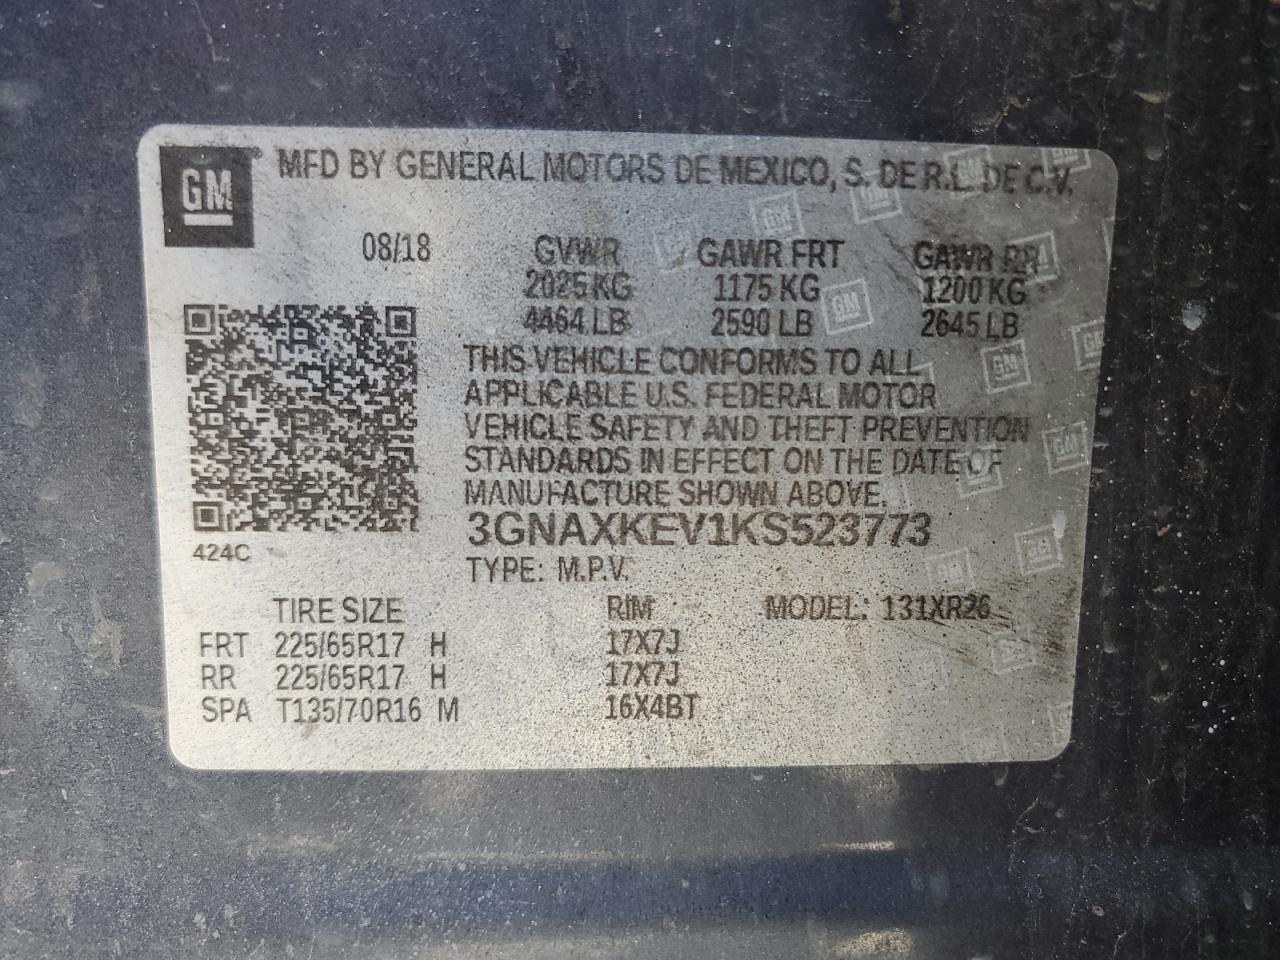 GM® MFD BY GENERAL MOTORS DE MEXICO, S. DE R.L. DE C.V.
08/18 GVWR GAWR FRT GAWR RR
2025 KG 1175 KG 1200 KG
4464 LB 2590 LB 2645 LB
THIS VEHICLE CONFORMS TO ALL
APPLICABLE U.S. FEDERAL MOTOR
VEHICLE SAFETY AND THEFT PREVENTION
STANDARDS IN EFFECT ON THE DATE OF
MANUFACTURE SHOWN ABOVE.
3GNAXKEV1KS523773
424C
TYPE: M.P.V.
TIRE SIZE RIM MODEL: 131XR26
FRT 225/65R17 H 17X7J
RR 225/65R17 H 17X7J
SPA T135/70R16 M 16X4BT